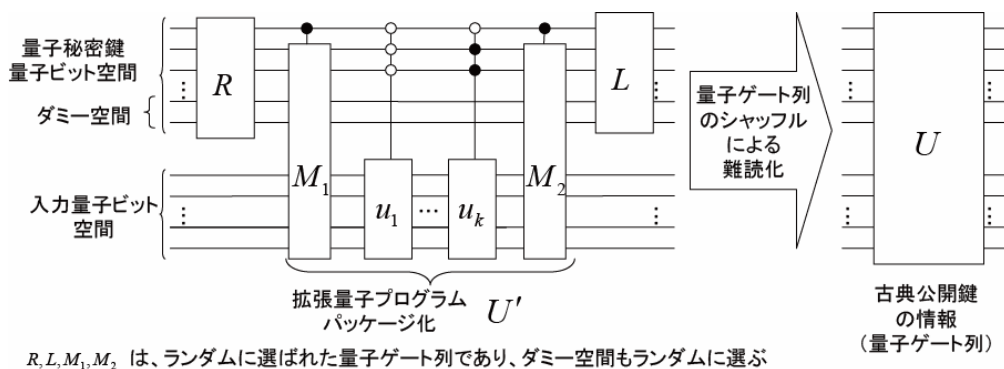 量子秘密鍵
量子ビット空間
ダミー空間
R
M1
u1
...
uk
M2
L
入力量子ビット
空間
拡張量子プログラム
パッケージ化
U'
量子ゲート列
のシャッフル
による
難読化
U
古典公開鍵
の情報
(量子ゲート列)
R, L, M1, M2 は、ランダムに選ばれた量子ゲート列であり、ダミー空間もランダムに選ぶ